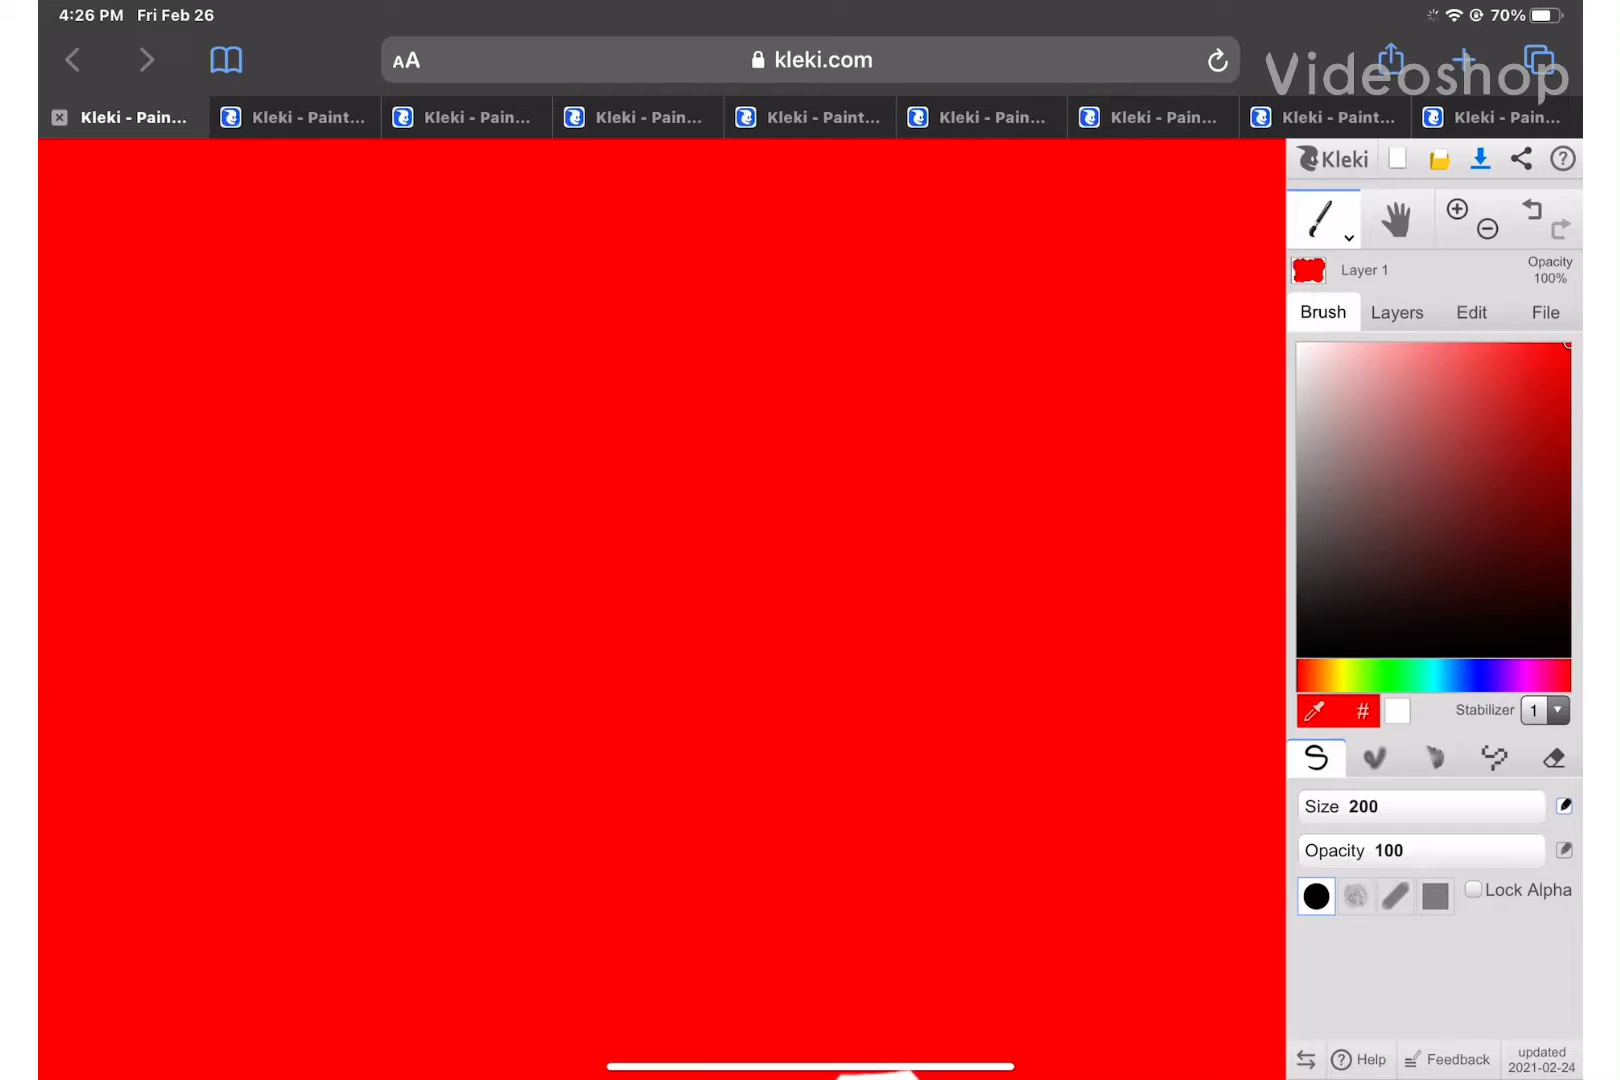 4:26 PM Fri Feb 26 70%
AA kleki.com
Videoshop
Kleki - Pain... Kleki - Paint... Kleki - Pain... Kleki - Pain... Kleki - Paint... Kleki - Pain... Kleki - Pain... Kleki - Paint... Kleki - Pain...
Kleki
Layer 1 Opacity
100%
Brush Layers Edit File
# Stabilizer 1
Size 200
Opacity 100
Lock Alpha
Help Feedback updated
2021-02-24